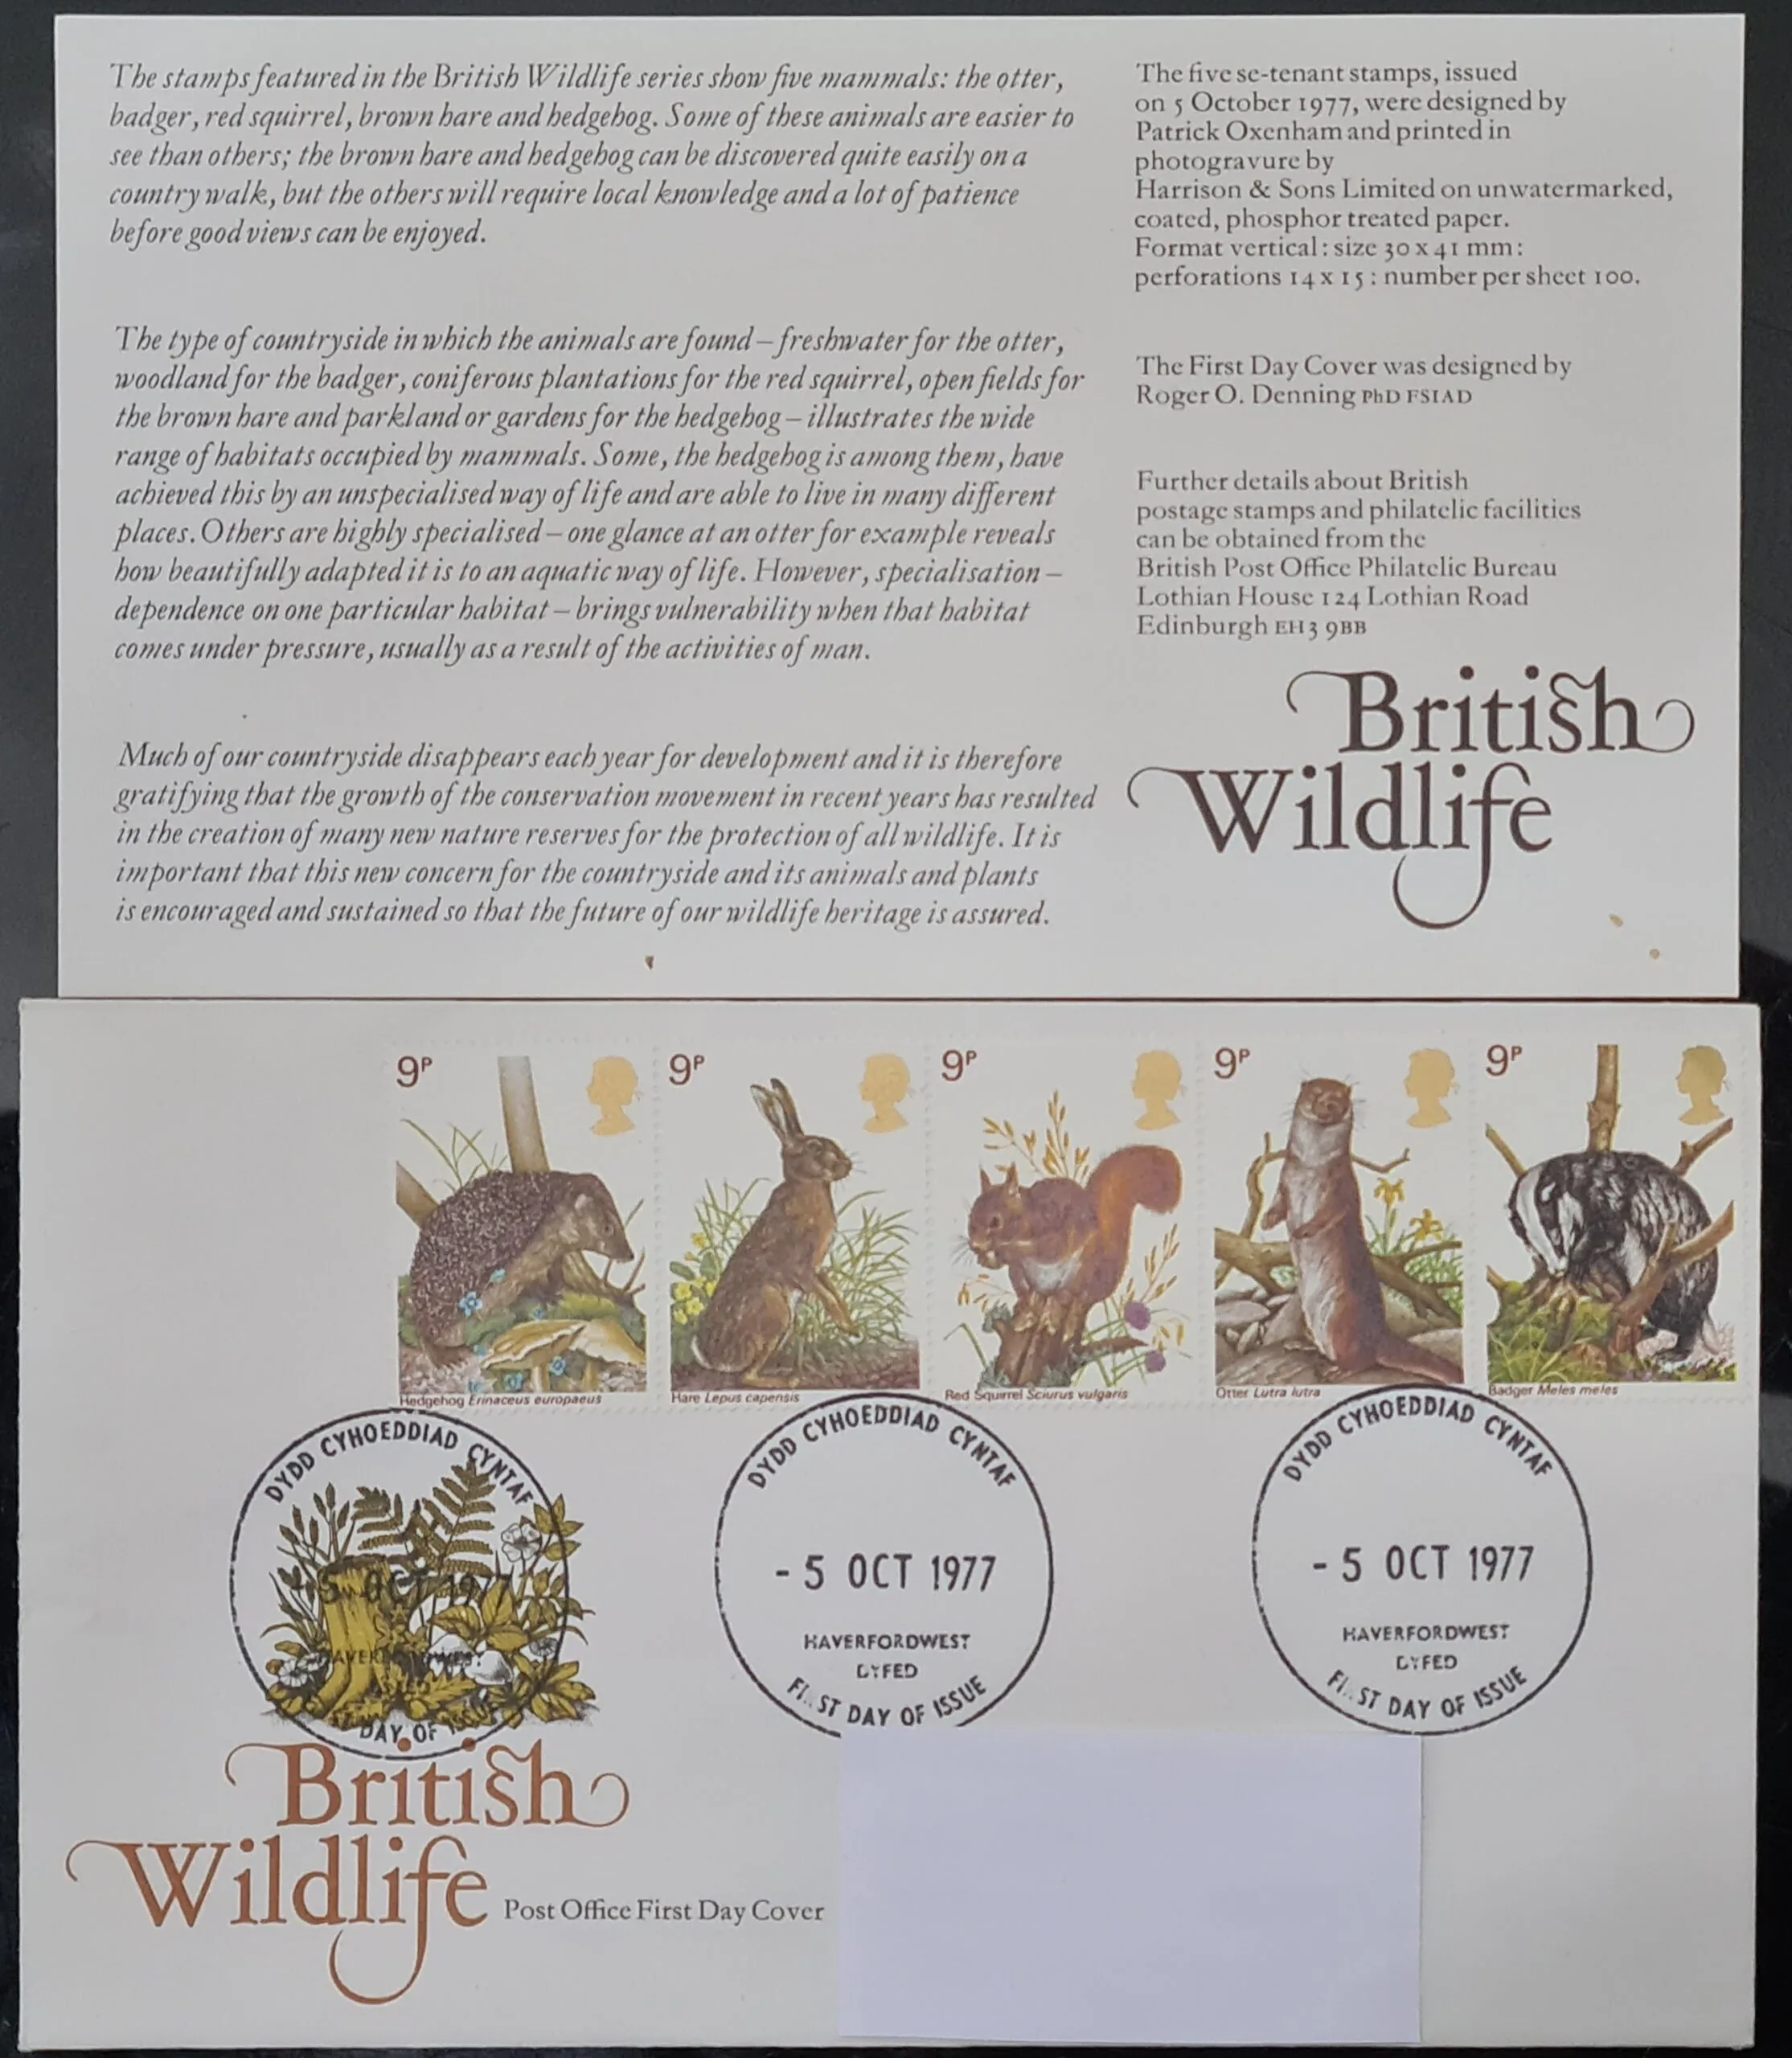 The stamps featured in the British Wildlife series show five mammals: the otter,
badger, red squirrel, brown hare and hedgehog. Some of these animals are easier to
see than others; the brown hare and hedgehog can be discovered quite easily on a
country walk, but the others will require local knowledge and a lot of patience
before good views can be enjoyed.
The type of countryside in which the animals are found – freshwater for the otter,
woodland for the badger, coniferous plantations for the red squirrel, open fields for
the brown hare and parkland or gardens for the hedgehog – illustrates the wide
range of habitats occupied by mammals. Some, the hedgehog is among them, have
achieved this by an unspecialised way of life and are able to live in many different
places. Others are highly specialised – one glance at an otter for example reveals
how beautifully adapted it is to an aquatic way of life. However, specialisation –
dependence on one particular habitat – brings vulnerability when that habitat
comes under pressure, usually as a result of the activities of man.
Much of our countryside disappears each year for development and it is therefore
gratifying that the growth of the conservation movement in recent years has resulted
in the creation of many new nature reserves for the protection of all wildlife. It is
important that this new concern for the countryside and its animals and plants
is encouraged and sustained so that the future of our wildlife heritage is assured.
The five se-tenant stamps, issued
on 5 October 1977, were designed by
Patrick Oxenham and printed in
photogravure by
Harrison & Sons Limited on unwatermarked,
coated, phosphor treated paper.
Format vertical: size 30 x 41 mm:
perforations 14 x 15: number per sheet 100.
The First Day Cover was designed by
Roger O. Denning PhD FSIAD
Further details about British
postage stamps and philatelic facilities
can be obtained from the
British Post Office Philatelic Bureau
Lothian House 124 Lothian Road
Edinburgh EH3 9BB
British
Wildlife
9P
9P
9P
9P
9P
Hedgehog Erinaceus europaeus
Hare Lepus capensis
Red Squirrel Sciurus vulgaris
Otter Lutra lutra
Badger Meles meles
DYDD CYHOEDDIAD CYNTAF
5 OCT 1977
HAVERFORDWEST
DAY OF ISSUE
DYDD CYHOEDDIAD CYNTAF
- 5 OCT 1977
HAVERFORDWEST
DYFED
FIRST DAY OF ISSUE
DYDD CYHOEDDIAD CYNTAF
- 5 OCT 1977
HAVERFORDWEST
DYFED
FIRST DAY OF ISSUE
British
Wildlife
Post Office First Day Cover